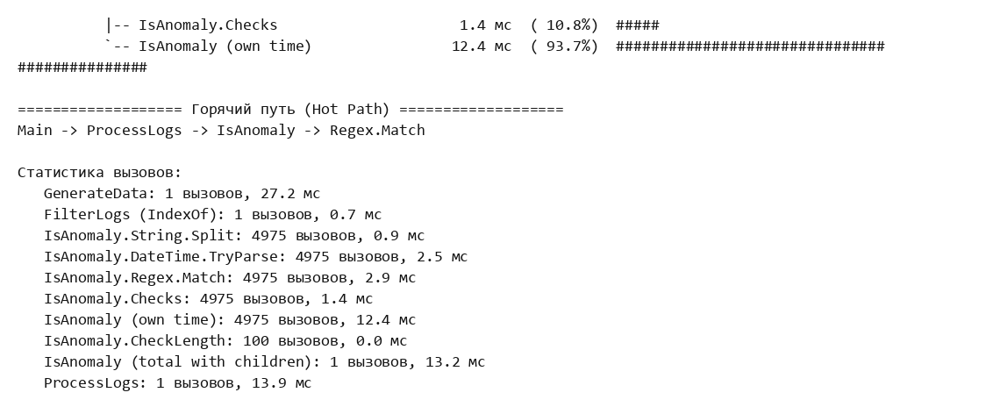 |-- IsAnomaly.Checks                     1.4 мс  ( 10.8%)  #####
`-- IsAnomaly (own time)                12.4 мс  ( 93.7%)  ###############################
###############

=================== Горячий путь (Hot Path) ===================
Main -> ProcessLogs -> IsAnomaly -> Regex.Match

Статистика вызовов:
   GenerateData: 1 вызовов, 27.2 мс
   FilterLogs (IndexOf): 1 вызовов, 0.7 мс
   IsAnomaly.String.Split: 4975 вызовов, 0.9 мс
   IsAnomaly.DateTime.TryParse: 4975 вызовов, 2.5 мс
   IsAnomaly.Regex.Match: 4975 вызовов, 2.9 мс
   IsAnomaly.Checks: 4975 вызовов, 1.4 мс
   IsAnomaly (own time): 4975 вызовов, 12.4 мс
   IsAnomaly.CheckLength: 100 вызовов, 0.0 мс
   IsAnomaly (total with children): 1 вызовов, 13.2 мс
   ProcessLogs: 1 вызовов, 13.9 мс